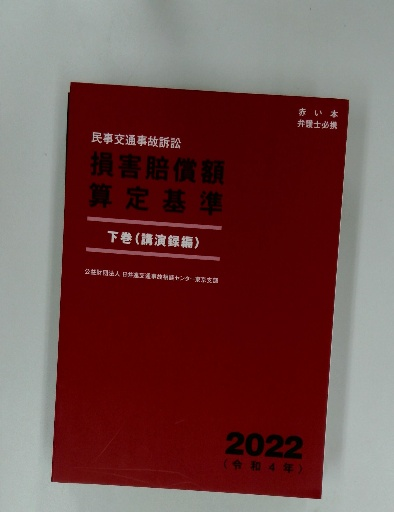 赤い本
弁護士必携
民事交通事故訴訟
損害賠償額
算定基準
下巻(講演録編)
公益財団法人 日弁連交通事故相談センター 東京支部
2022
(令和4年)